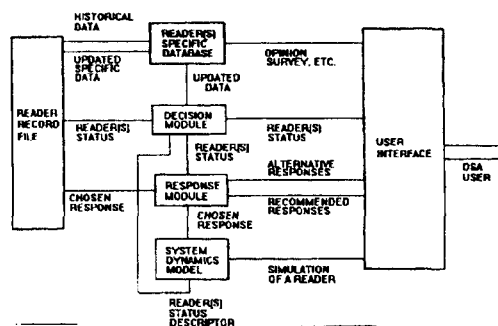 HISTORICAL
DATA
READER(S)
SPECIFIC
DATABASE
UPDATED
SPECIFIC
DATA
OPINION
SURVEY, ETC.
UPDATED
DATA
READER
RECORD
FILE
READER(S)
STATUS
DECISION
MODULE
READER(S)
STATUS
READER(S)
STATUS
USER
INTERFACE
ALTERNATIVE
RESPONSES
DSA
USER
CHOSEN
RESPONSE
RESPONSE
MODULE
RECOMMENDED
RESPONSES
CHOSEN
RESPONSE
SYSTEM
DYNAMICS
MODEL
SIMULATION
OF A READER
READER(S)
STATUS
DESCRIPTOR